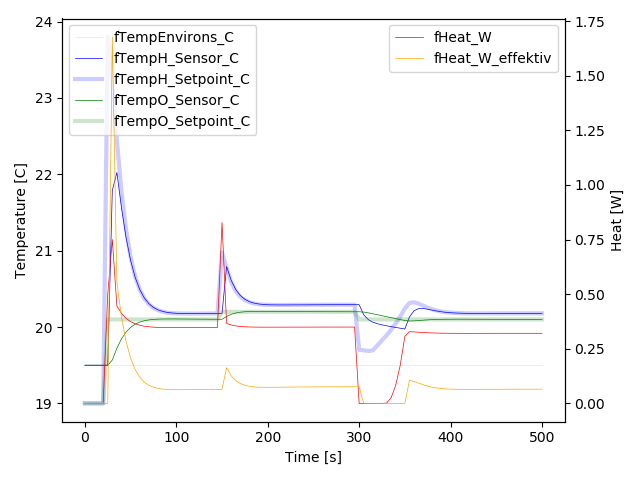 fTempEnvirons_C
fTempH_Sensor_C
fTempH_Setpoint_C
fTempO_Sensor_C
fTempO_Setpoint_C
fHeat_W
fHeat_W_effektiv
24
23
22
21
20
19
Temperature [C]
1.75
1.50
1.25
1.00
0.75
0.50
0.25
0.00
Heat [W]
0 100 200 300 400 500
Time [s]